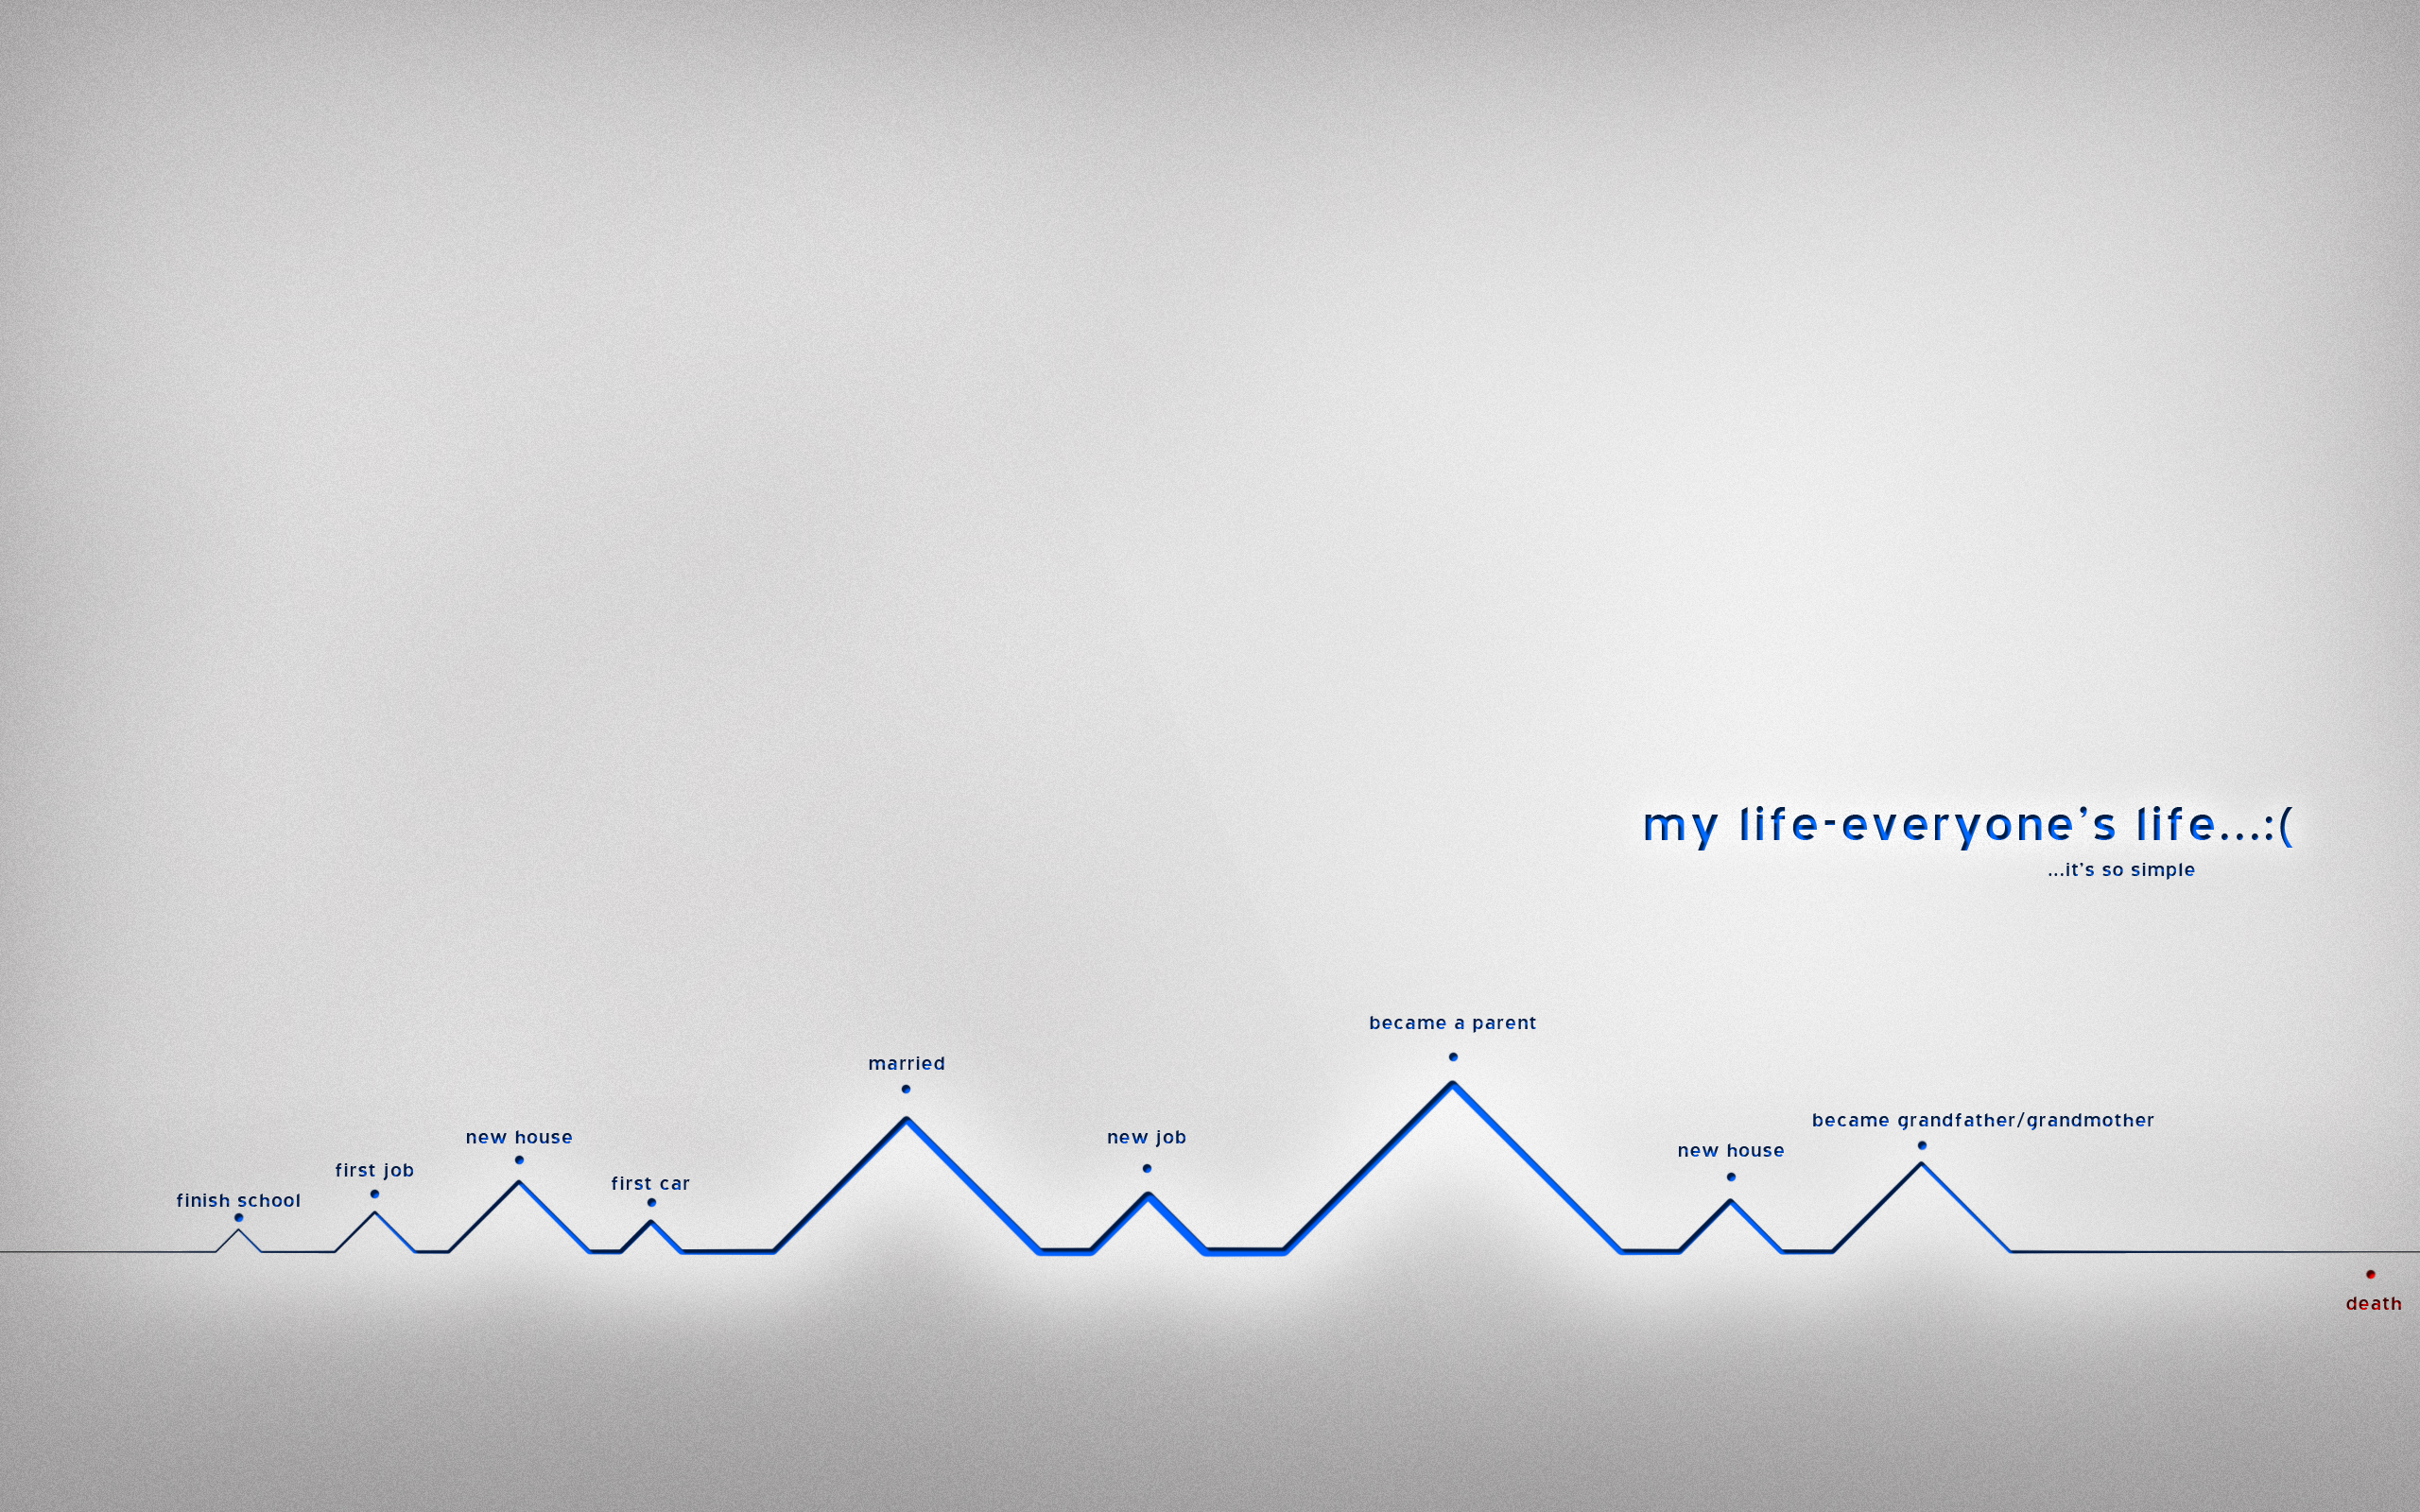 my life-everyone's life...:(
...it's so simple
became a parent
married
became grandfather/grandmother
new house
new job
new house
first job
first car
finish school
death